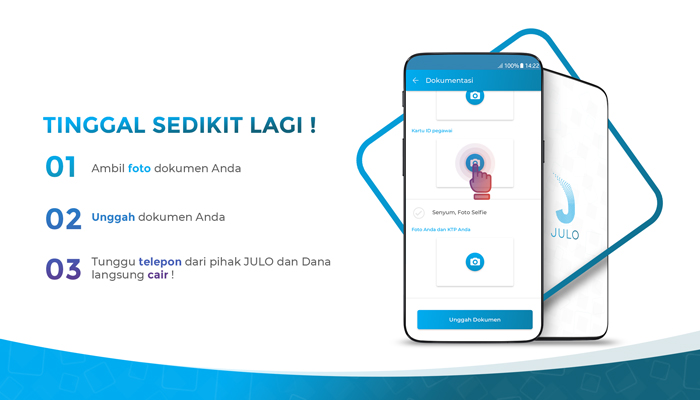 TINGGAL SEDIKIT LAGI !
01
Ambil foto dokumen Anda
02
Unggah dokumen Anda
03
Tunggu telepon dari pihak JULO dan Dana
langsung cair !
100% 14:22
Dokumentasi
Kartu ID pegawai
Senyum, Foto Selfie
Foto Anda dan KTP Anda
Unggah Dokumen
JULO